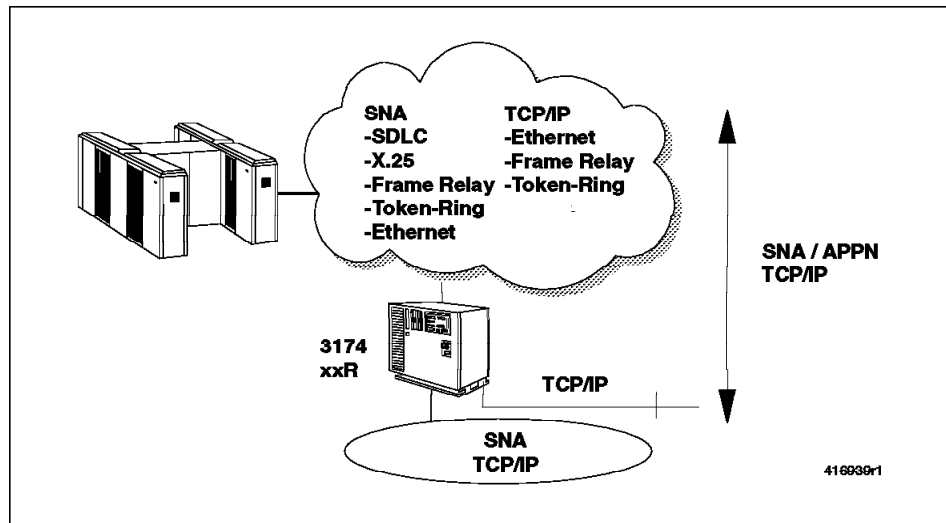 SNA
-SDLC
-X.25
-Frame Relay
-Token-Ring
-Ethernet
TCP/IP
-Ethernet
-Frame Relay
-Token-Ring
SNA / APPN
TCP/IP
3174
xxR
TCP/IP
SNA
TCP/IP
416939r1